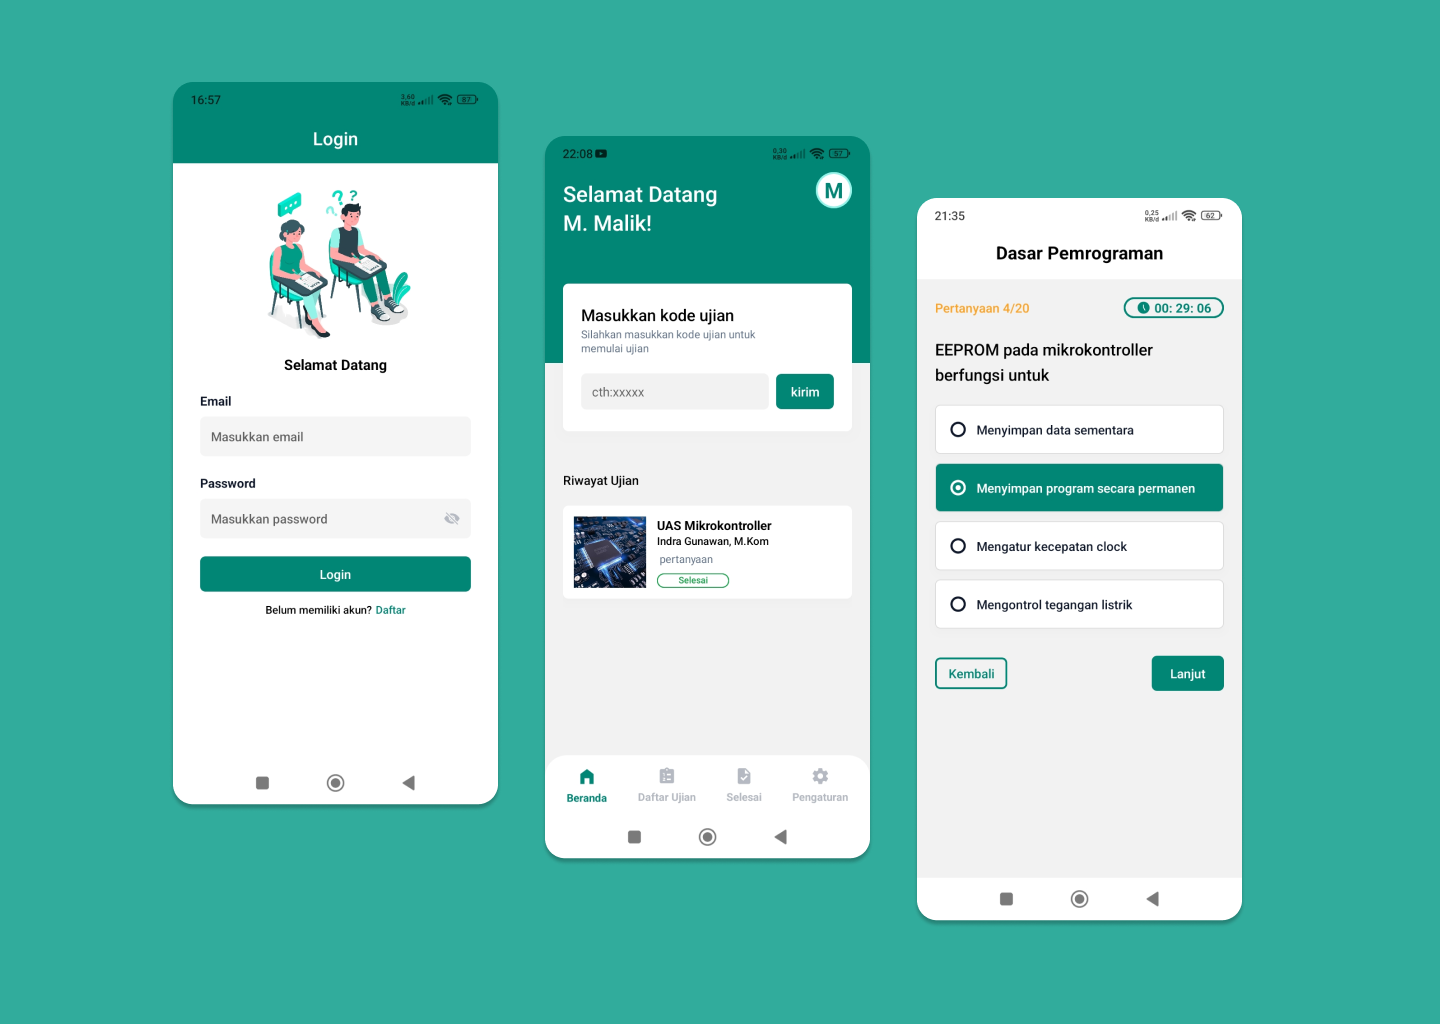 16:57
3,60
KB/d
87
Login
? ? ?
Selamat Datang
Email
Masukkan email
Password
Masukkan password
Login
Belum memiliki akun? Daftar
22:08
0,30
KB/d
57
Selamat Datang
M. Malik!
M
Masukkan kode ujian
Silahkan masukkan kode ujian untuk
memulai ujian
cth:xxxxx
kirim
Riwayat Ujian
UAS Mikrokontroller
Indra Gunawan, M.Kom
pertanyaan
Selesai
Beranda
Daftar Ujian
Selesai
Pengaturan
21:35
0,25
KB/d
62
Dasar Pemrograman
Pertanyaan 4/20
00: 29: 06
EEPROM pada mikrokontroller
berfungsi untuk
Menyimpan data sementara
Menyimpan program secara permanen
Mengatur kecepatan clock
Mengontrol tegangan listrik
Kembali
Lanjut